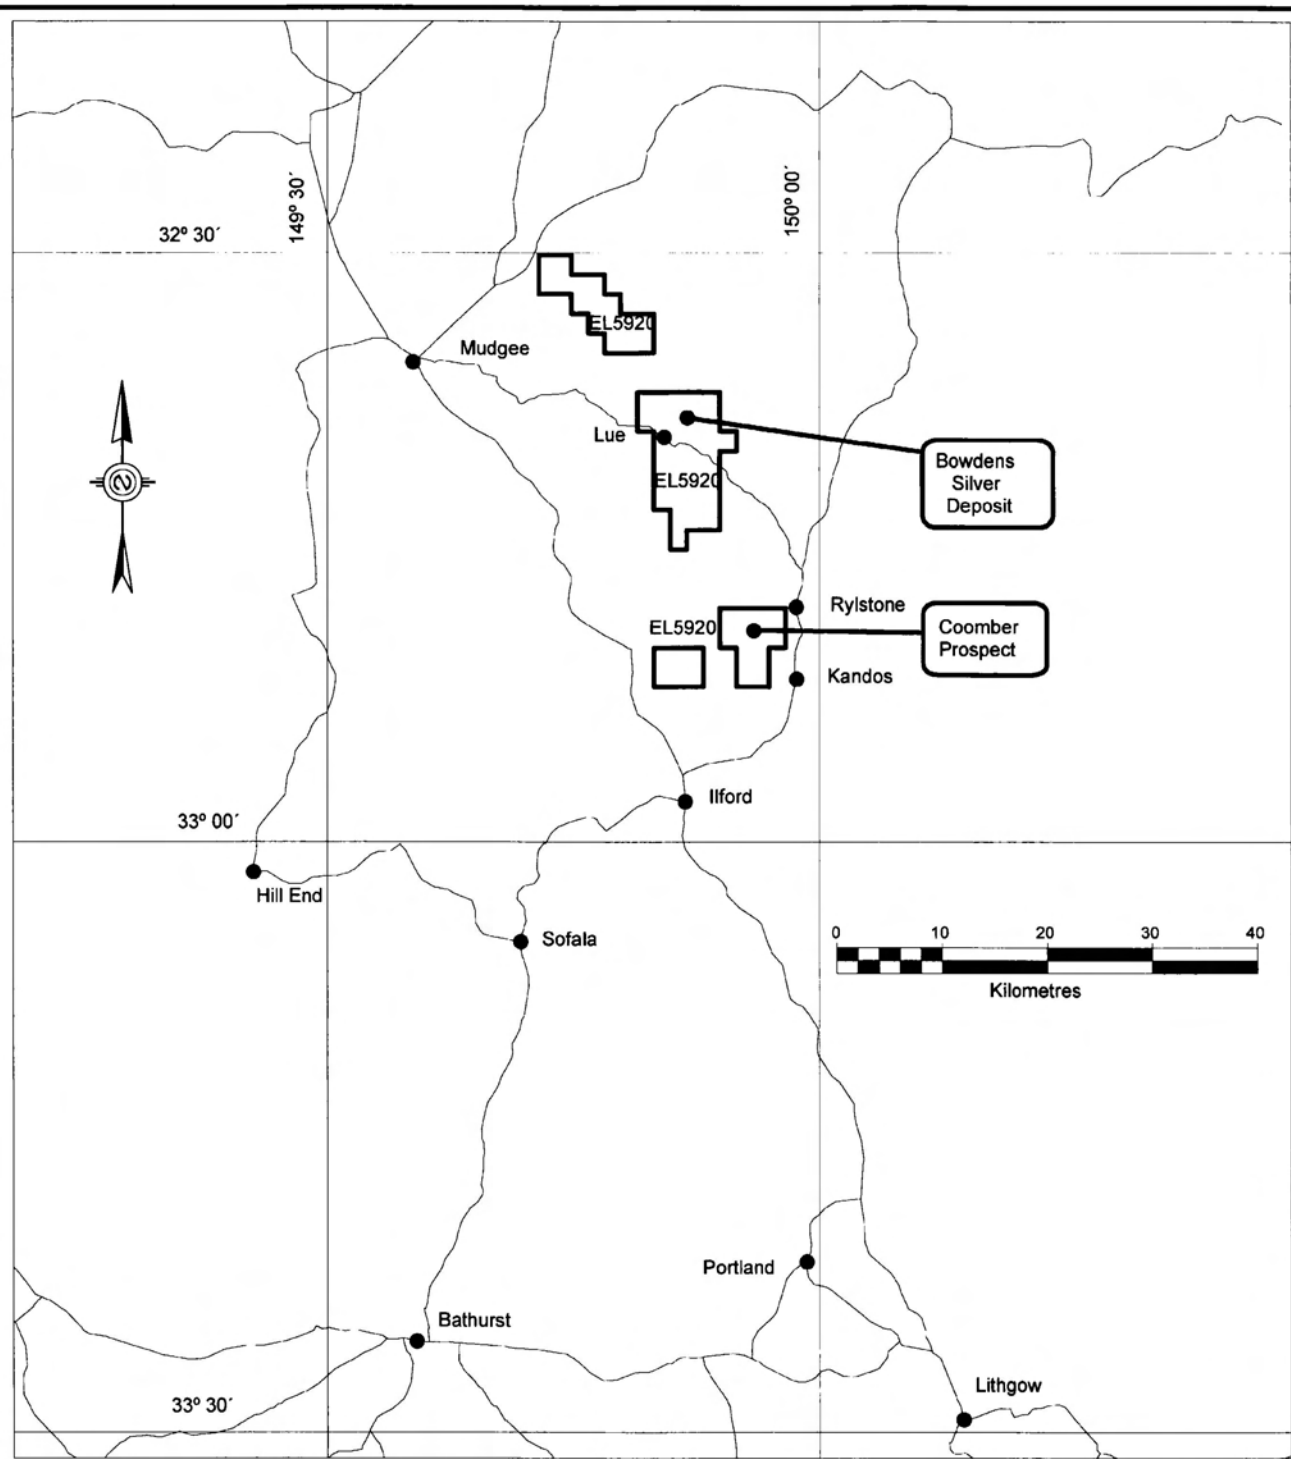 149° 30´
150° 00´
32° 30´
EL5920
Mudgee
Lue
Bowdens
Silver
Deposit
EL5920
Rylstone
EL5920
Coomber
Prospect
Kandos
Ilford
33° 00´
Hill End
Sofala
0 10 20 30 40
Kilometres
Portland
Bathurst
Lithgow
33° 30´